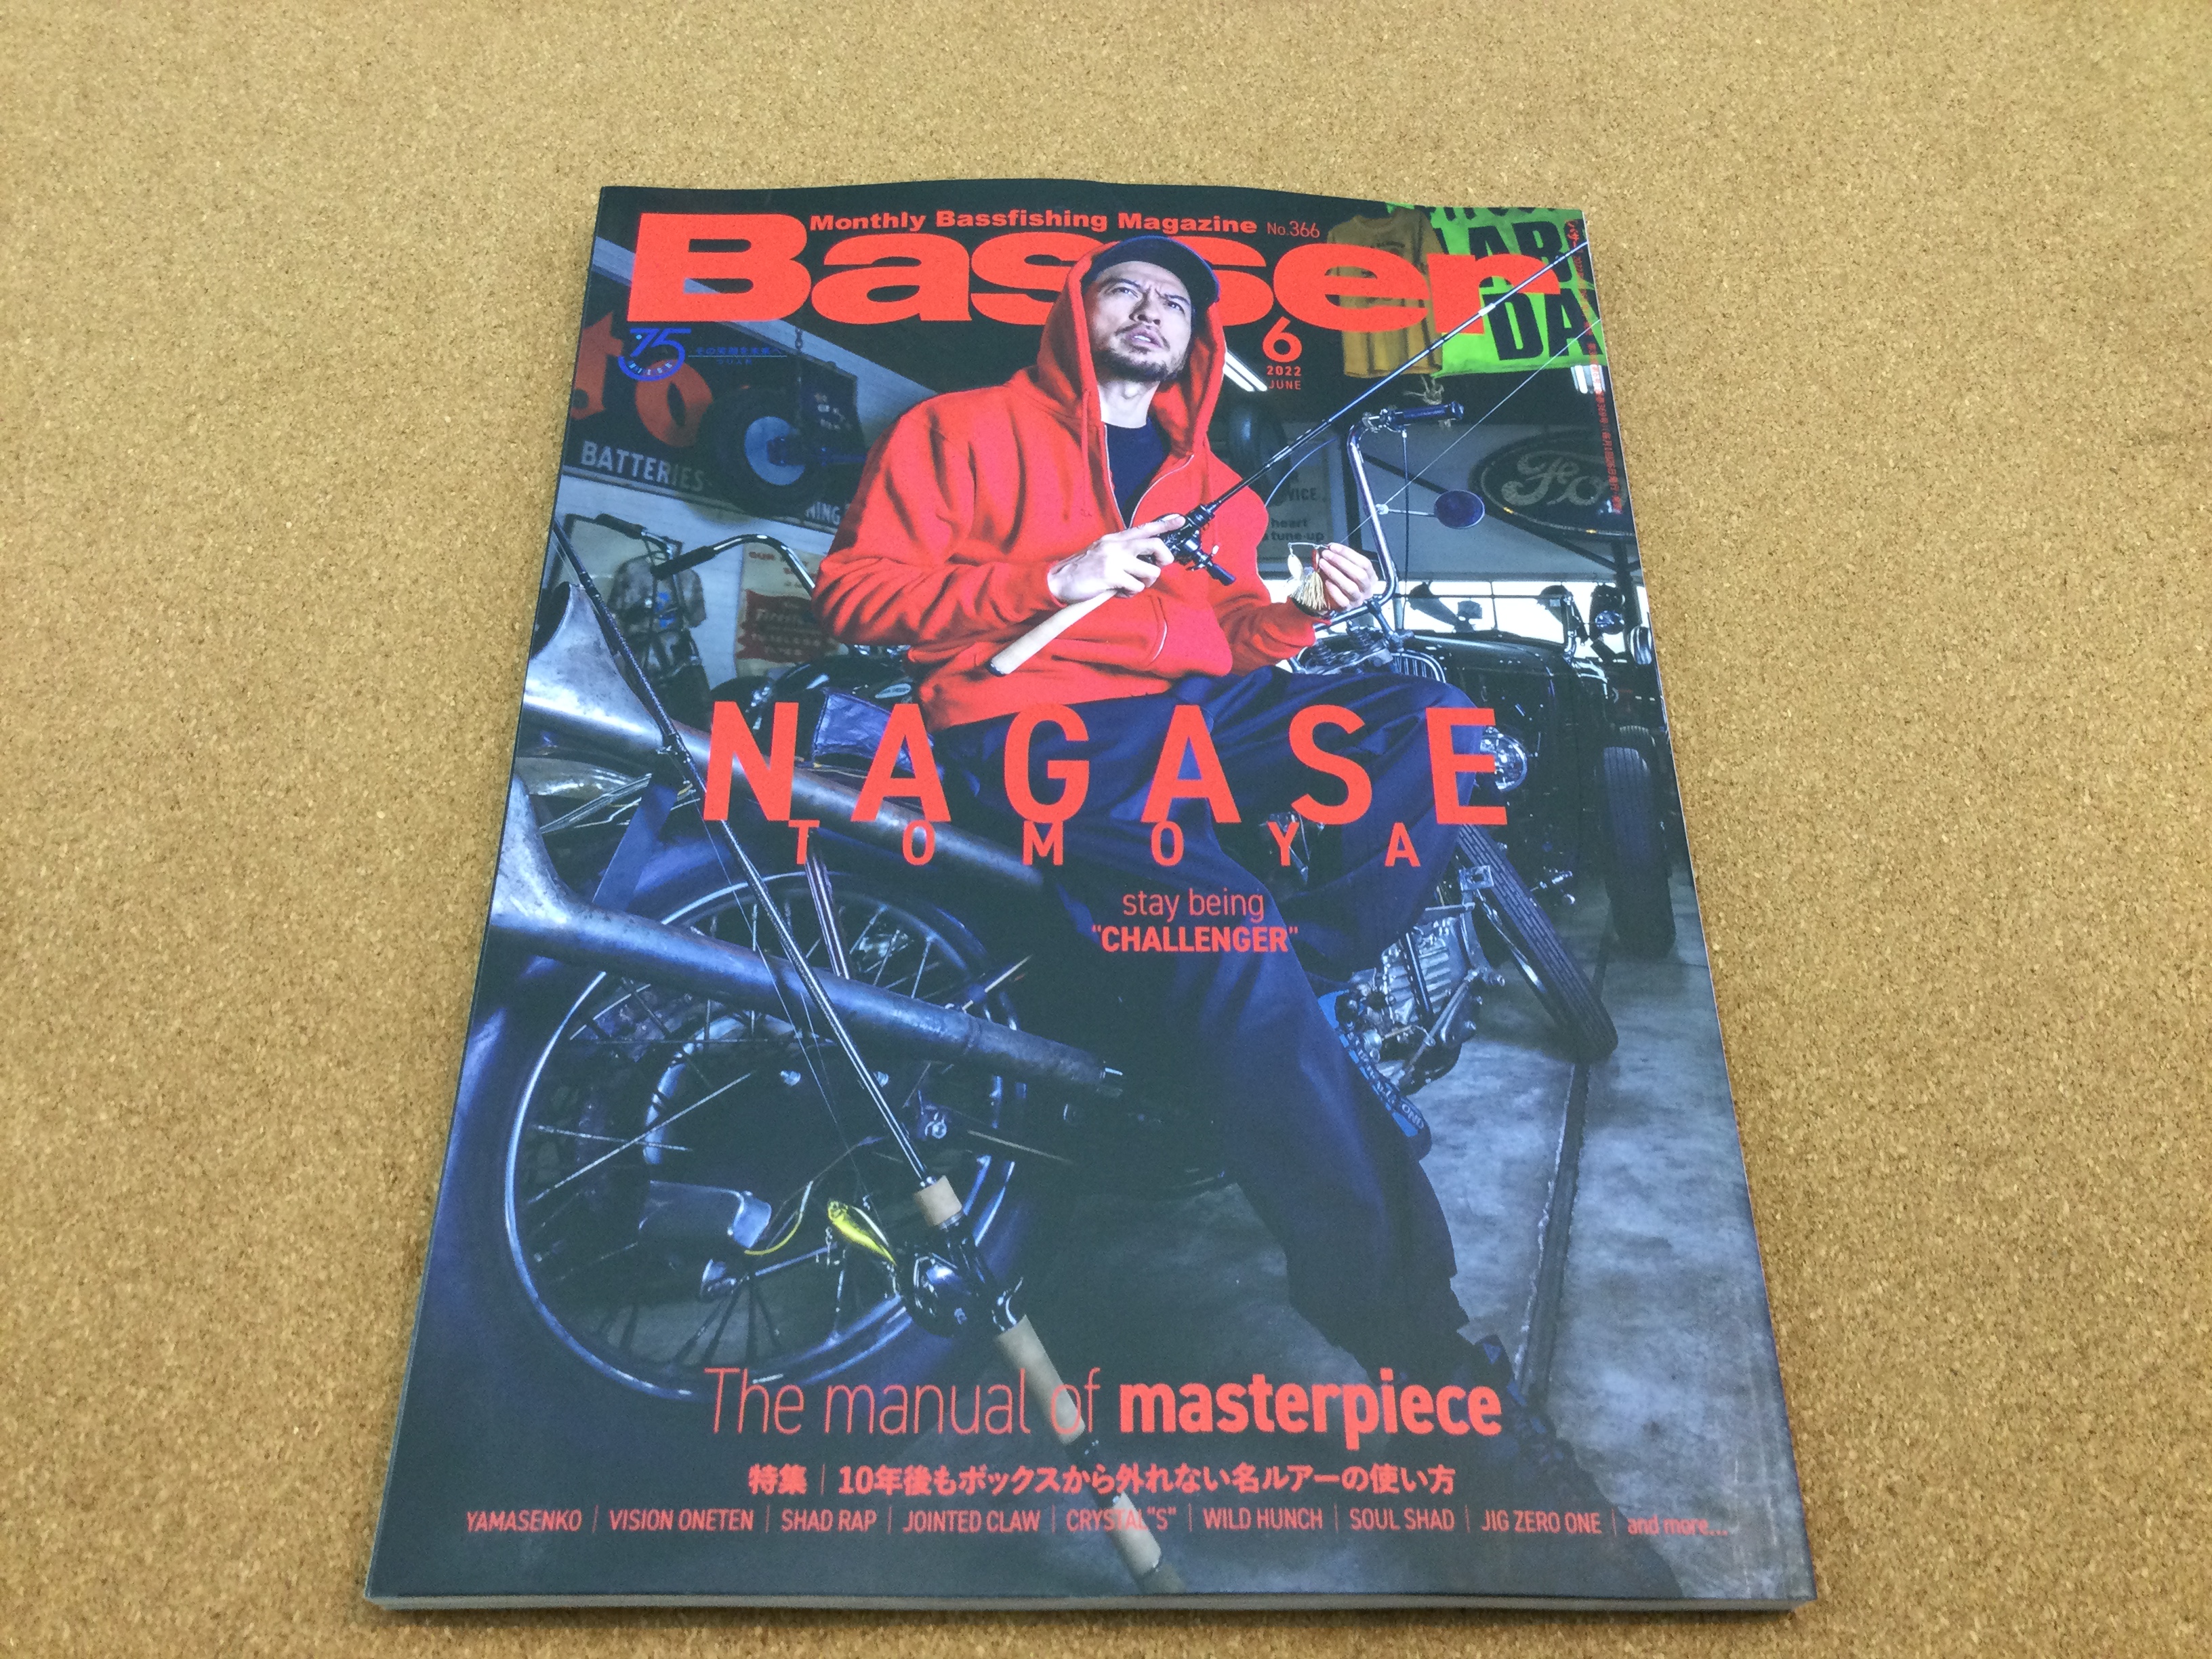 Monthly Bassfishing Magazine No.366
Basser
6
2022
JUNE
75
BATTERIES
Ford
NAGASE
TOMOYA
stay being
"CHALLENGER"
The manual of masterpiece
特集｜10年後もボックスから外れない名ルアーの使い方
YAMASENKO | VISION ONETEN | SHAD RAP | JOINTED CLAW | CRYSTAL"S" | WILD HUNCH | SOUL SHAD | JIG ZERO ONE | and more...